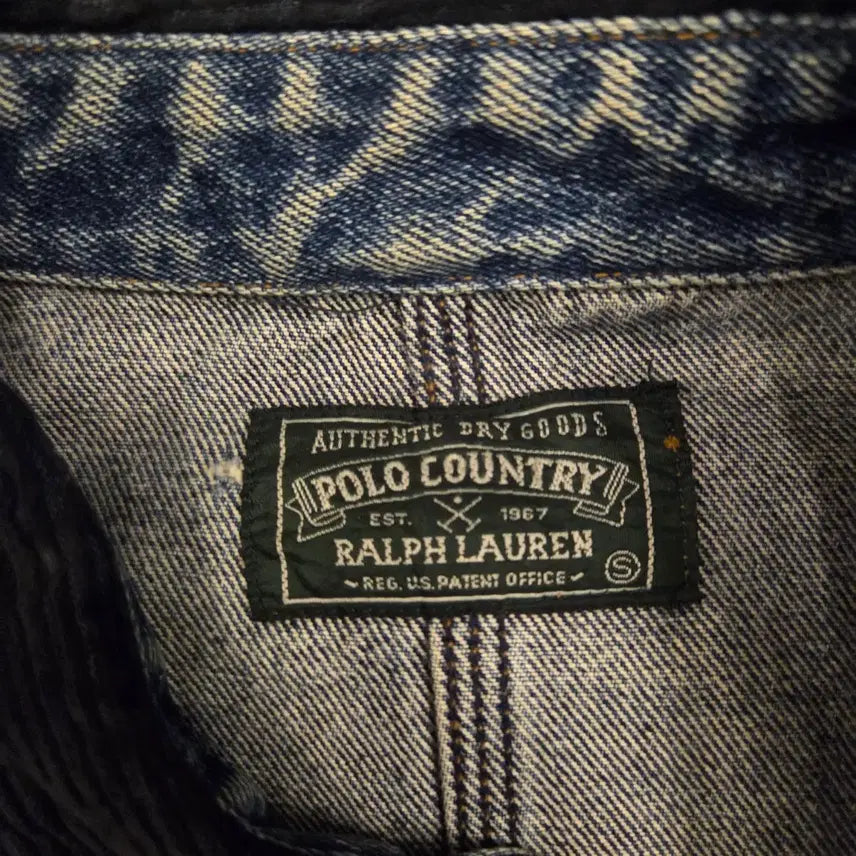 AUTHENTIC DRY GOODS
POLO COUNTRY
EST. 1967
RALPH LAUREN
REG. U.S. PATENT OFFICE
S